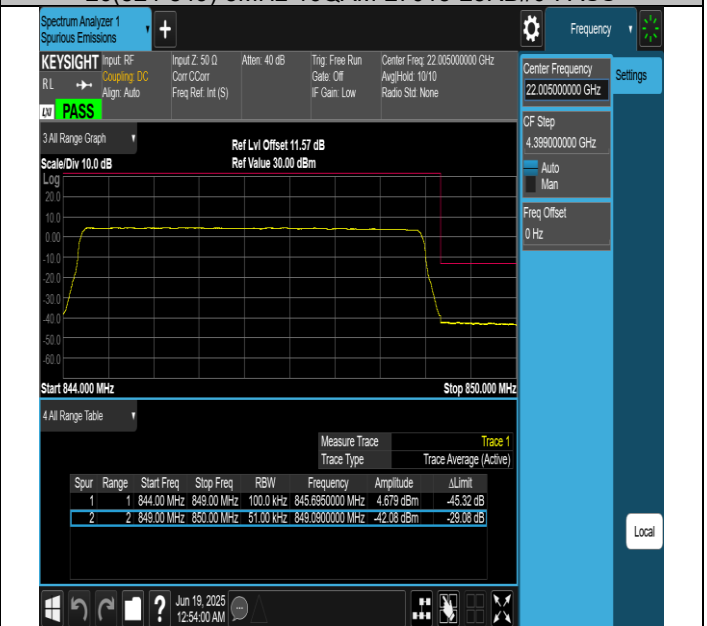 Spectrum Analyzer 1
Spurious Emissions
+
Frequency
KEYSIGHT
Input: RF
Coupling: DC
Align: Auto
Input Z: 50 Ω
Corr CCorr
Freq Ref: Int (S)
Atten: 40 dB
Trig: Free Run
Gate: Off
IF Gain: Low
Center Freq: 22.005000000 GHz
Avg|Hold: 10/10
Radio Std: None
RL
LXI
PASS
Center Frequency
22.005000000 GHz
Settings
CF Step
4.399000000 GHz
Auto
Man
Freq Offset
0 Hz
Local
3 All Range Graph
Scale/Div 10.0 dB
Ref Lvl Offset 11.57 dB
Ref Value 30.00 dBm
Log
20.0
10.0
0.00
-10.0
-20.0
-30.0
-40.0
-50.0
-60.0
Start 844.000 MHz
Stop 850.000 MHz
4 All Range Table
Measure Trace Trace 1
Trace Type Trace Average (Active)
Spur Range Start Freq Stop Freq RBW Frequency Amplitude ΔLimit
1 1 844.00 MHz 849.00 MHz 100.0 kHz 845.6950000 MHz 4.679 dBm -45.32 dB
2 2 849.00 MHz 850.00 MHz 51.00 kHz 849.0900000 MHz -42.08 dBm -29.08 dB
?
Jun 19, 2025
12:54:00 AM